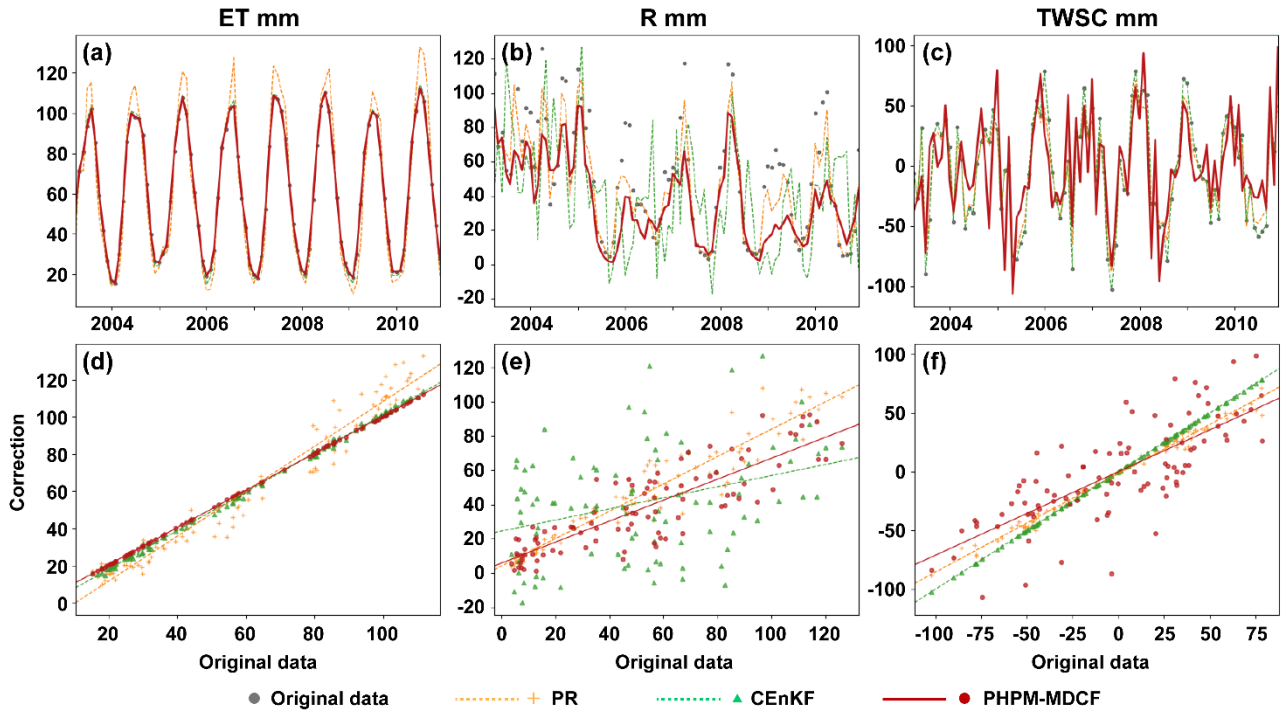 ET mm R mm TWSC mm
(a) (b) (c)
120 120 100
100 100 50
80 80 0
60 60 -50
40 40 -100
20 20
0
-20
2004 2006 2008 2010 2004 2006 2008 2010 2004 2006 2008 2010
(d) (e) (f)
Correction
120 120 100
100 100 50
80 80 0
60 60 -50
40 40 -100
20 20
0 0
-20
20 40 60 80 100 0 20 40 60 80 100 120 -100 -75 -50 -25 0 25 50 75
Original data Original data Original data
Original data PR CEnKF PHPM-MDCF